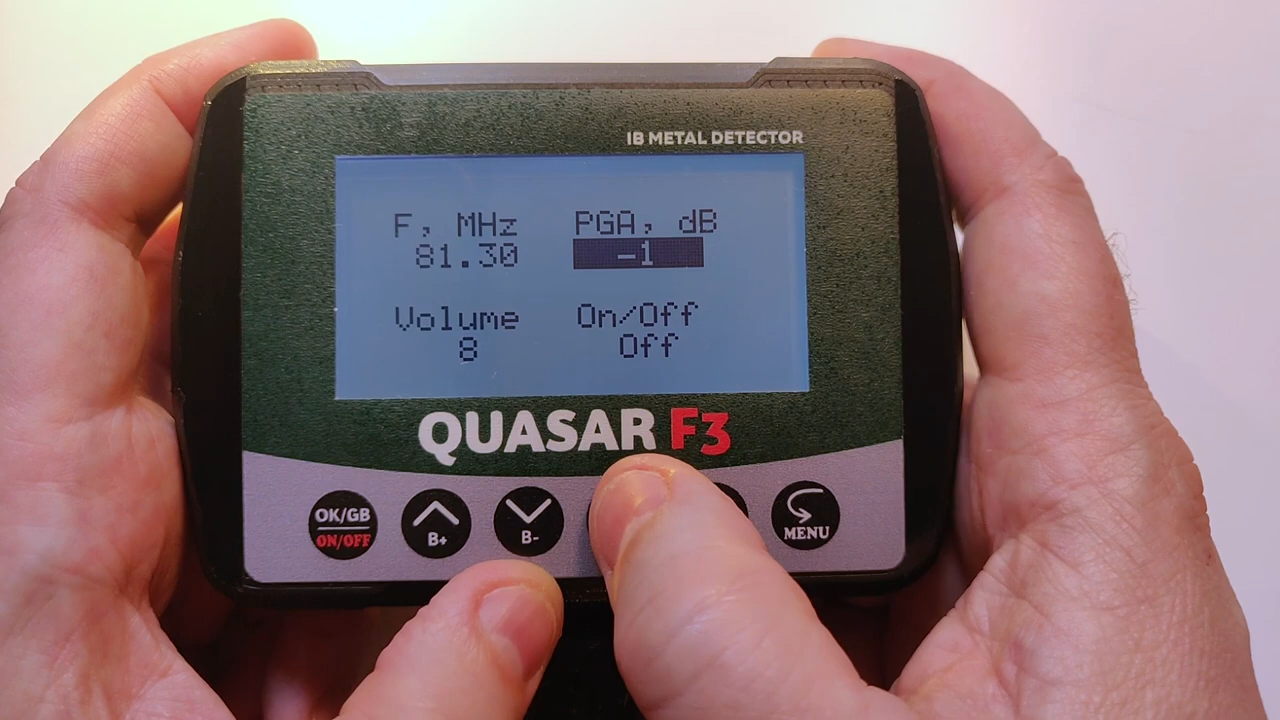 IB METAL DETECTOR
F, MHz PGA, dB
81.30 -1
Volume On/Off
8 Off
QUASAR F3
OK/GB
ON/OFF
B+
B-
MENU